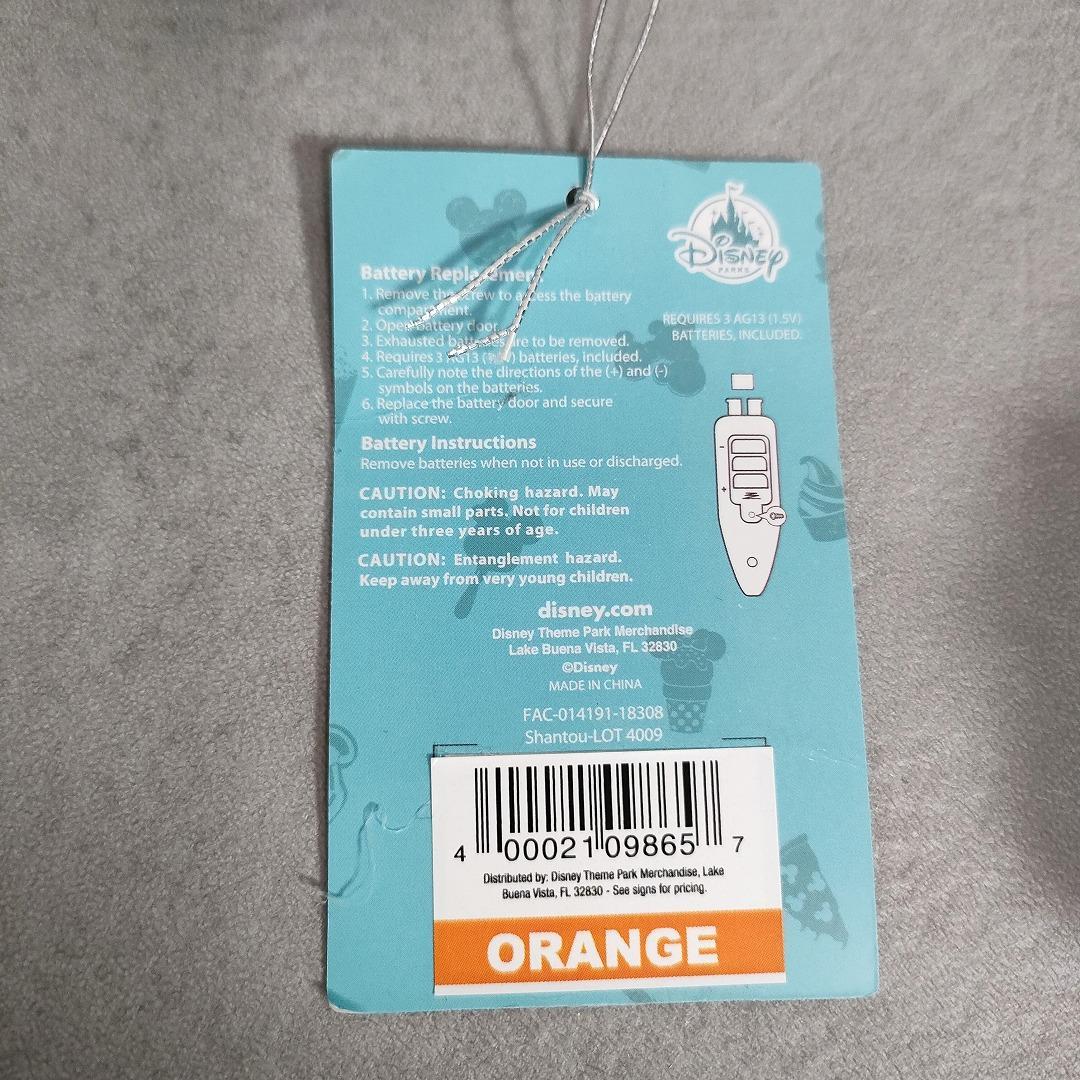 Disney
PARKS
Battery Replacement
1. Remove the screw to access the battery
compartment.
2. Open battery door.
3. Exhausted batteries are to be removed.
4. Requires 3 AG13 ( ) batteries, included.
5. Carefully note the directions of the (+) and (-)
symbols on the batteries.
6. Replace the battery door and secure
with screw.
REQUIRES 3 AG13 (1.5V)
BATTERIES, INCLUDED.
-
+
Battery Instructions
Remove batteries when not in use or discharged.
CAUTION: Choking hazard. May
contain small parts. Not for children
under three years of age.
CAUTION: Entanglement hazard.
Keep away from very young children.
disney.com
Disney Theme Park Merchandise
Lake Buena Vista, FL 32830
©Disney
MADE IN CHINA
FAC-014191-18308
Shantou-LOT 4009
4 00021 09865 7
Distributed by: Disney Theme Park Merchandise, Lake
Buena Vista, FL 32830 - See signs for pricing.
ORANGE